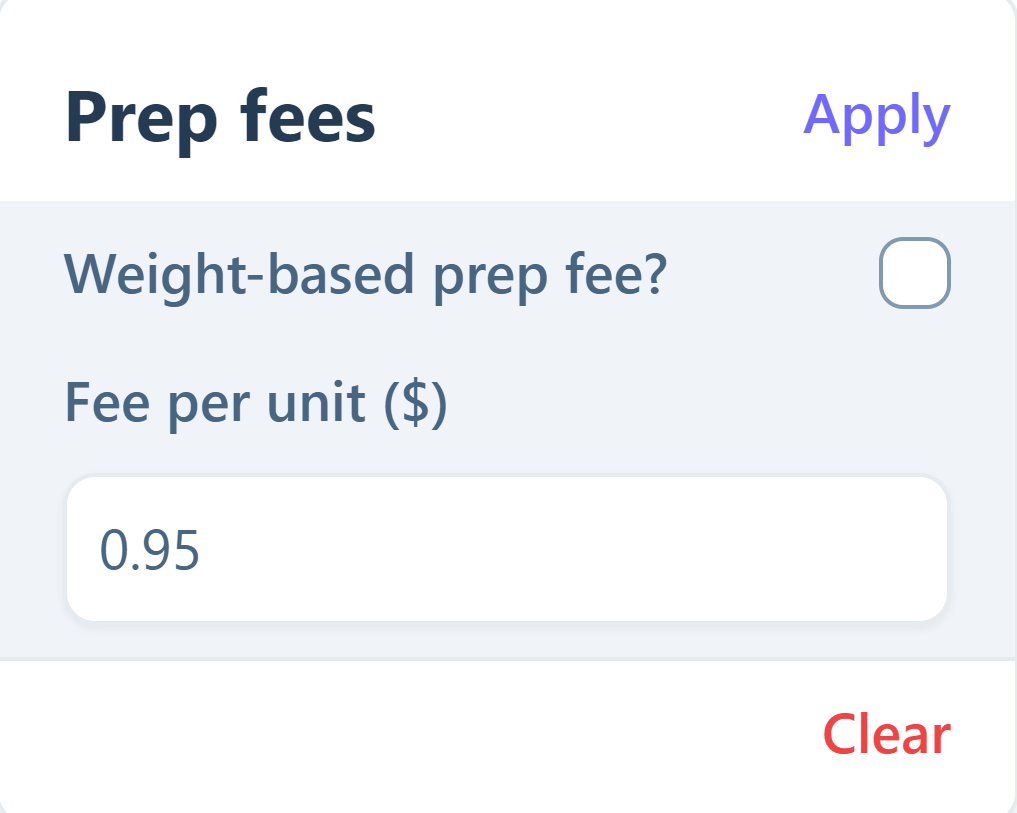 Prep fees
Apply
Weight-based prep fee?
Fee per unit ($)
0.95
Clear